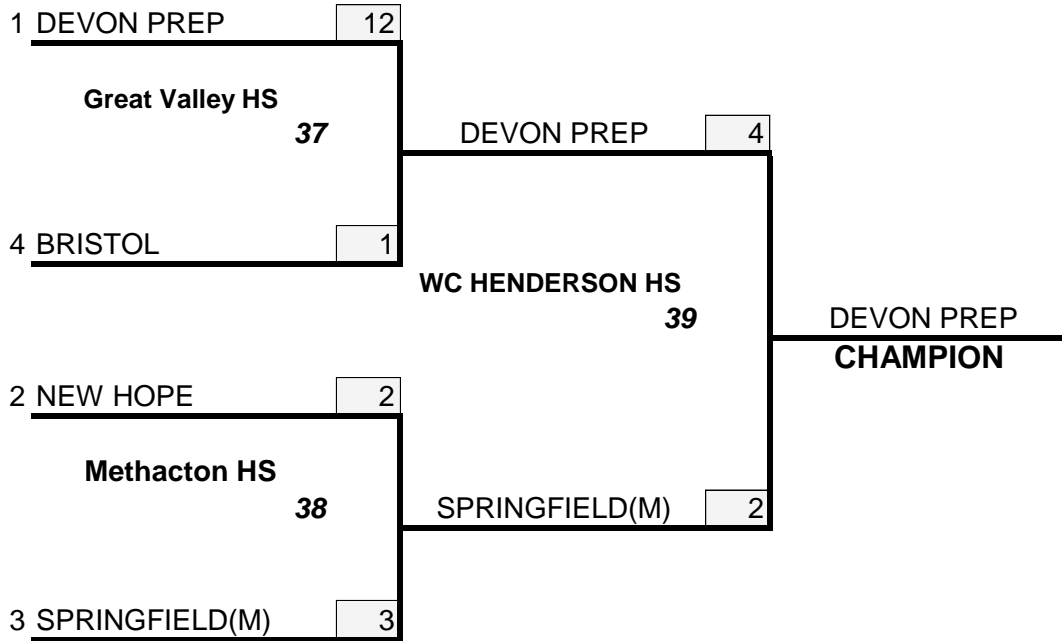 1 DEVON PREP 12
Great Valley HS
37
DEVON PREP 4
4 BRISTOL 1
WC HENDERSON HS
39
DEVON PREP
CHAMPION
2 NEW HOPE 2
Methacton HS
38
SPRINGFIELD(M) 2
3 SPRINGFIELD(M) 3